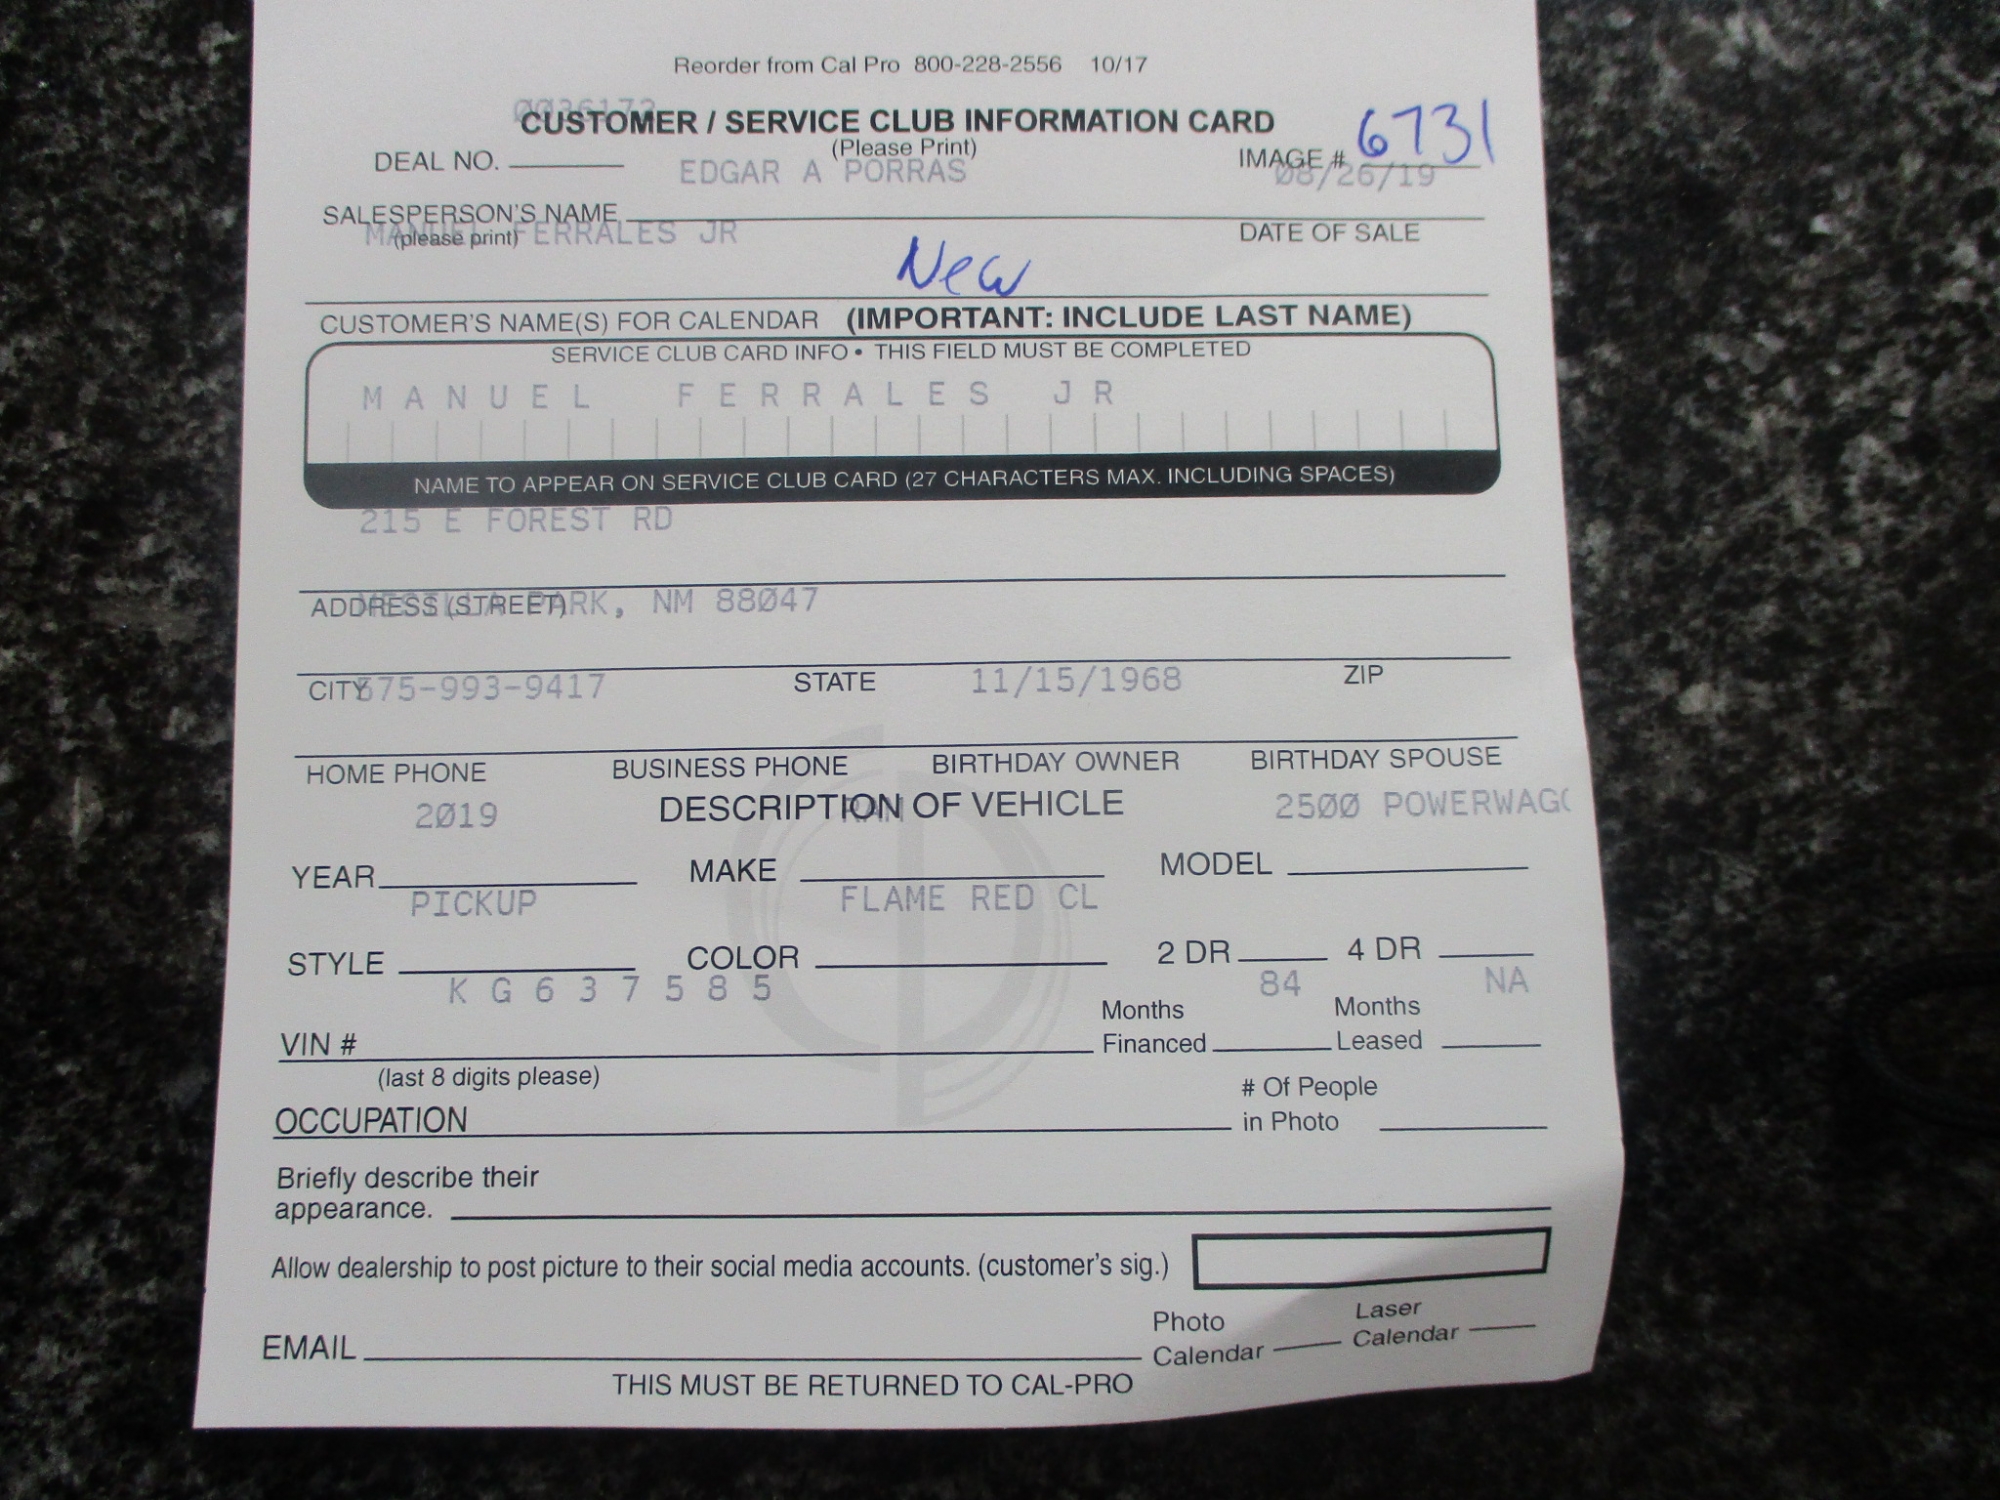 Reorder from Cal Pro 800-228-2556 10/17
0036173
CUSTOMER / SERVICE CLUB INFORMATION CARD
(Please Print)
DEAL NO. EDGAR A PORRAS IMAGE # 6731
08/26/19
SALESPERSON'S NAME
(please print) MANUEL FERRALES JR DATE OF SALE
New
CUSTOMER'S NAME(S) FOR CALENDAR (IMPORTANT: INCLUDE LAST NAME)
SERVICE CLUB CARD INFO • THIS FIELD MUST BE COMPLETED
MANUEL FERRALES JR
NAME TO APPEAR ON SERVICE CLUB CARD (27 CHARACTERS MAX. INCLUDING SPACES)
215 E FOREST RD
ADDRESS (STREET) MESILLA PARK, NM 88047
CITY 575-993-9417 STATE 11/15/1968 ZIP
HOME PHONE BUSINESS PHONE BIRTHDAY OWNER BIRTHDAY SPOUSE
2019 DESCRIPTION OF VEHICLE RAM 2500 POWERWAGO
YEAR MAKE MODEL
PICKUP FLAME RED CL
STYLE COLOR 2 DR 4 DR
KG637585 84 NA
VIN # Months Financed Months Leased
(last 8 digits please)
OCCUPATION # Of People in Photo
Briefly describe their
appearance.
Allow dealership to post picture to their social media accounts. (customer's sig.)
EMAIL Photo Calendar Laser Calendar
THIS MUST BE RETURNED TO CAL-PRO